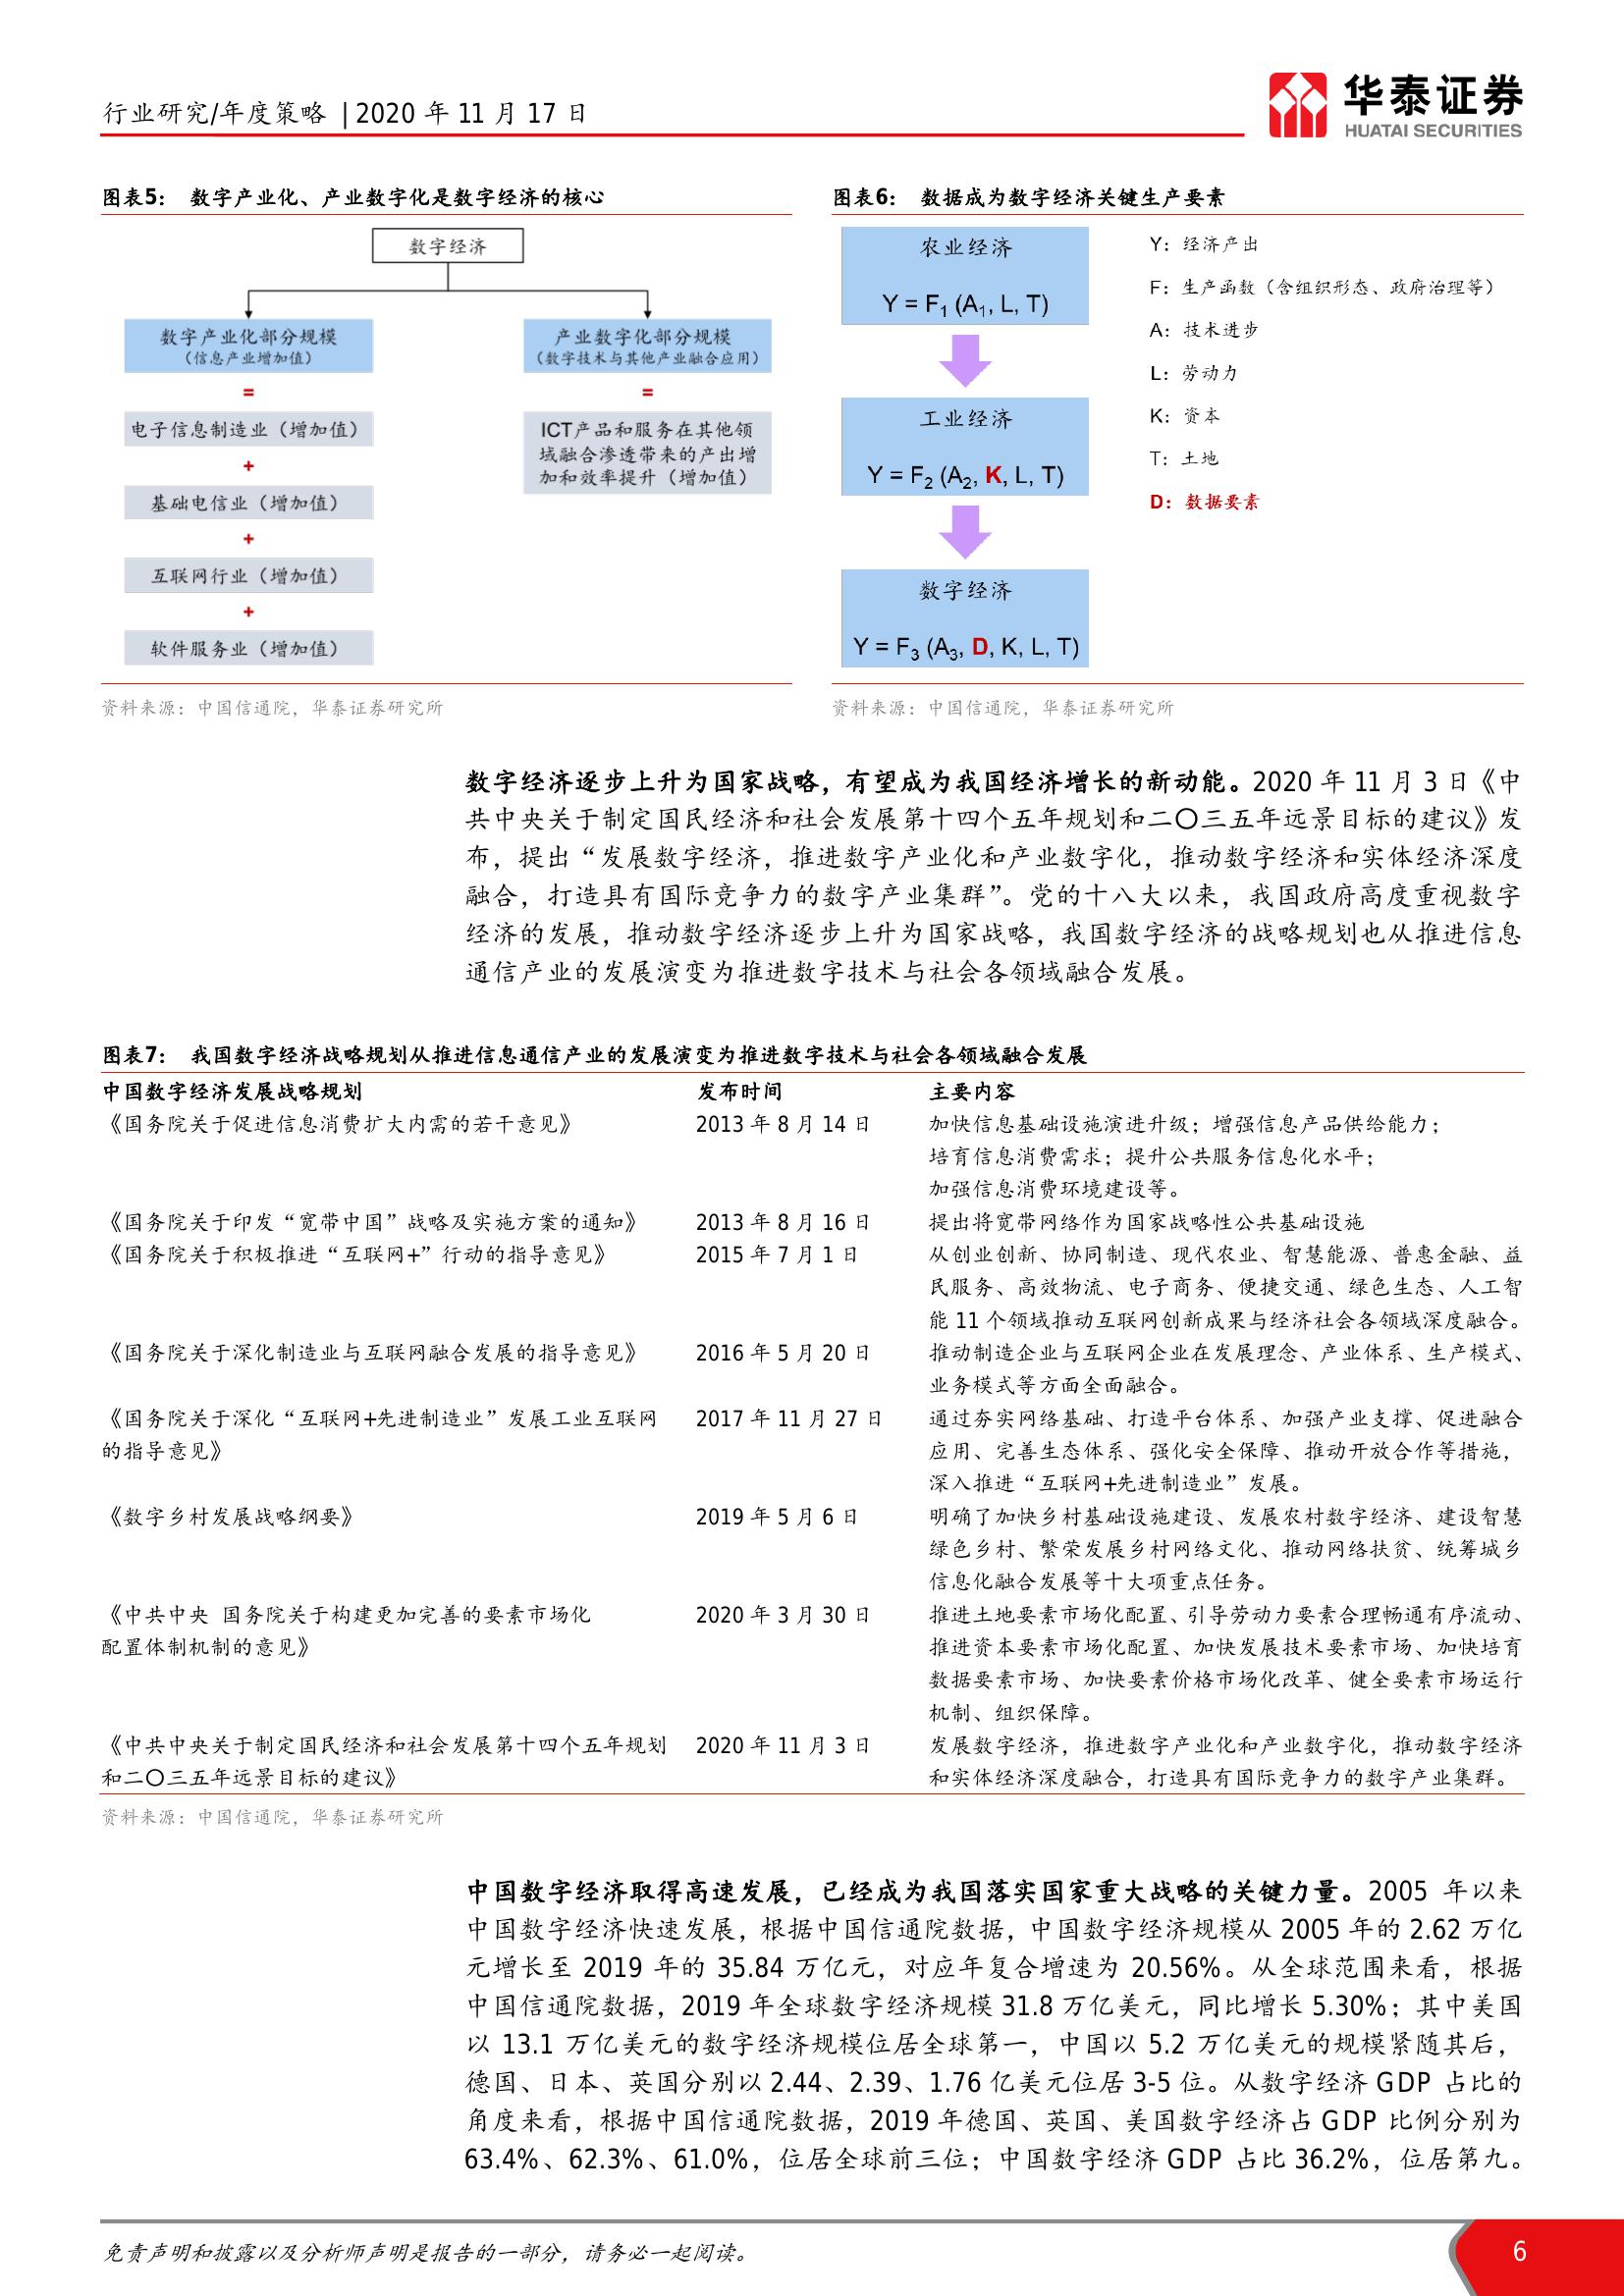 行业研究/年度策略 | 2020 年 11 月 17 日
华泰证券
HUATAI SECURITIES
图表5： 数字产业化、产业数字化是数字经济的核心
数字经济
数字产业化部分规模
（信息产业增加值）
=
电子信息制造业（增加值）
+
基础电信业（增加值）
+
互联网行业（增加值）
+
软件服务业（增加值）
产业数字化部分规模
（数字技术与其他产业融合应用）
=
ICT产品和服务在其他领
域融合渗透带来的产出增
加和效率提升（增加值）
资料来源：中国信通院，华泰证券研究所
图表6： 数据成为数字经济关键生产要素
农业经济
Y = F1 (A1, L, T)
工业经济
Y = F2 (A2, K, L, T)
数字经济
Y = F3 (A3, D, K, L, T)
Y：经济产出
F：生产函数（含组织形态、政府治理等）
A：技术进步
L：劳动力
K：资本
T：土地
D：数据要素
资料来源：中国信通院，华泰证券研究所
数字经济逐步上升为国家战略，有望成为我国经济增长的新动能。2020 年 11 月 3 日《中
共中央关于制定国民经济和社会发展第十四个五年规划和二〇三五年远景目标的建议》发
布，提出“发展数字经济，推进数字产业化和产业数字化，推动数字经济和实体经济深度
融合，打造具有国际竞争力的数字产业集群”。党的十八大以来，我国政府高度重视数字
经济的发展，推动数字经济逐步上升为国家战略，我国数字经济的战略规划也从推进信息
通信产业的发展演变为推进数字技术与社会各领域融合发展。
图表7： 我国数字经济战略规划从推进信息通信产业的发展演变为推进数字技术与社会各领域融合发展
中国数字经济发展战略规划 发布时间 主要内容
《国务院关于促进信息消费扩大内需的若干意见》 2013 年 8 月 14 日 加快信息基础设施演进升级；增强信息产品供给能力；
培育信息消费需求；提升公共服务信息化水平；
加强信息消费环境建设等。
《国务院关于印发“宽带中国”战略及实施方案的通知》 2013 年 8 月 16 日 提出将宽带网络作为国家战略性公共基础设施
《国务院关于积极推进“互联网+”行动的指导意见》 2015 年 7 月 1 日 从创业创新、协同制造、现代农业、智慧能源、普惠金融、益
民服务、高效物流、电子商务、便捷交通、绿色生态、人工智
能 11 个领域推动互联网创新成果与经济社会各领域深度融合。
《国务院关于深化制造业与互联网融合发展的指导意见》 2016 年 5 月 20 日 推动制造企业与互联网企业在发展理念、产业体系、生产模式、
业务模式等方面全面融合。
《国务院关于深化“互联网+先进制造业”发展工业互联网 2017 年 11 月 27 日 通过夯实网络基础、打造平台体系、加强产业支撑、促进融合
的指导意见》 应用、完善生态体系、强化安全保障、推动开放合作等措施，
深入推进“互联网+先进制造业”发展。
《数字乡村发展战略纲要》 2019 年 5 月 6 日 明确了加快乡村基础设施建设、发展农村数字经济、建设智慧
绿色乡村、繁荣发展乡村网络文化、推动网络扶贫、统筹城乡
信息化融合发展等十大项重点任务。
《中共中央 国务院关于构建更加完善的要素市场化 2020 年 3 月 30 日 推进土地要素市场化配置、引导劳动力要素合理畅通有序流动、
配置体制机制的意见》 推进资本要素市场化配置、加快发展技术要素市场、加快培育
数据要素市场、加快要素价格市场化改革、健全要素市场运行
机制、组织保障。
《中共中央关于制定国民经济和社会发展第十四个五年规划 2020 年 11 月 3 日 发展数字经济，推进数字产业化和产业数字化，推动数字经济
和二〇三五年远景目标的建议》 和实体经济深度融合，打造具有国际竞争力的数字产业集群。
资料来源：中国信通院，华泰证券研究所
中国数字经济取得高速发展，已经成为我国落实国家重大战略的关键力量。2005 年以来
中国数字经济快速发展，根据中国信通院数据，中国数字经济规模从 2005 年的 2.62 万亿
元增长至 2019 年的 35.84 万亿元，对应年复合增速为 20.56%。从全球范围来看，根据
中国信通院数据，2019 年全球数字经济规模 31.8 万亿美元，同比增长 5.30%；其中美国
以 13.1 万亿美元的数字经济规模位居全球第一，中国以 5.2 万亿美元的规模紧随其后，
德国、日本、英国分别以 2.44、2.39、1.76 亿美元位居 3-5 位。从数字经济 GDP 占比的
角度来看，根据中国信通院数据，2019 年德国、英国、美国数字经济占 GDP 比例分别为
63.4%、62.3%、61.0%，位居全球前三位；中国数字经济 GDP 占比 36.2%，位居第九。
免责声明和披露以及分析师声明是报告的一部分，请务必一起阅读。
6